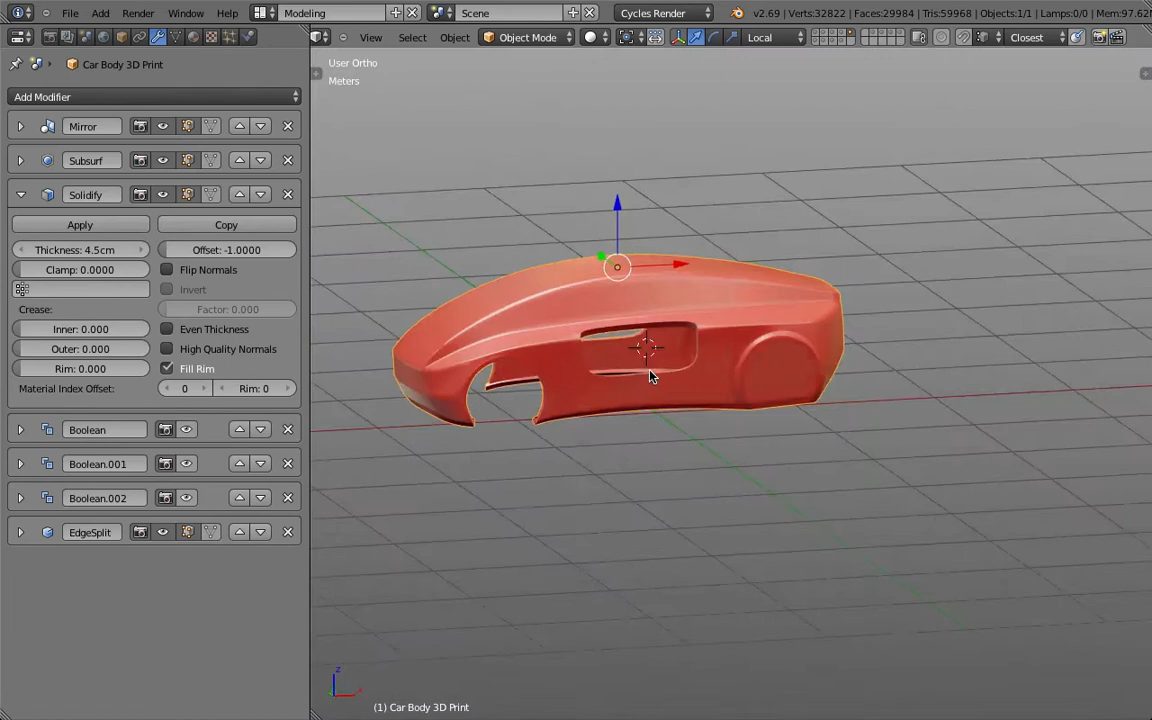 File Add Render Window Help Modeling Scene Cycles Render v2.69 | Verts:32822 | Faces:29984 | Tris:59968 | Objects:1/1 | Lamps:0/0 | Mem:97.62
View Select Object Object Mode Local Closest
Car Body 3D Print
User Ortho
Meters
Add Modifier
Mirror
Subsurf
Solidify
Apply Copy
Thickness: 4.5cm Offset: -1.0000
Clamp: 0.0000 Flip Normals
Invert
Crease: Factor: 0.000
Inner: 0.000 Even Thickness
Outer: 0.000 High Quality Normals
Rim: 0.000 Fill Rim
Material Index Offset: 0 Rim: 0
Boolean
Boolean.001
Boolean.002
EdgeSplit
z
x
(1) Car Body 3D Print